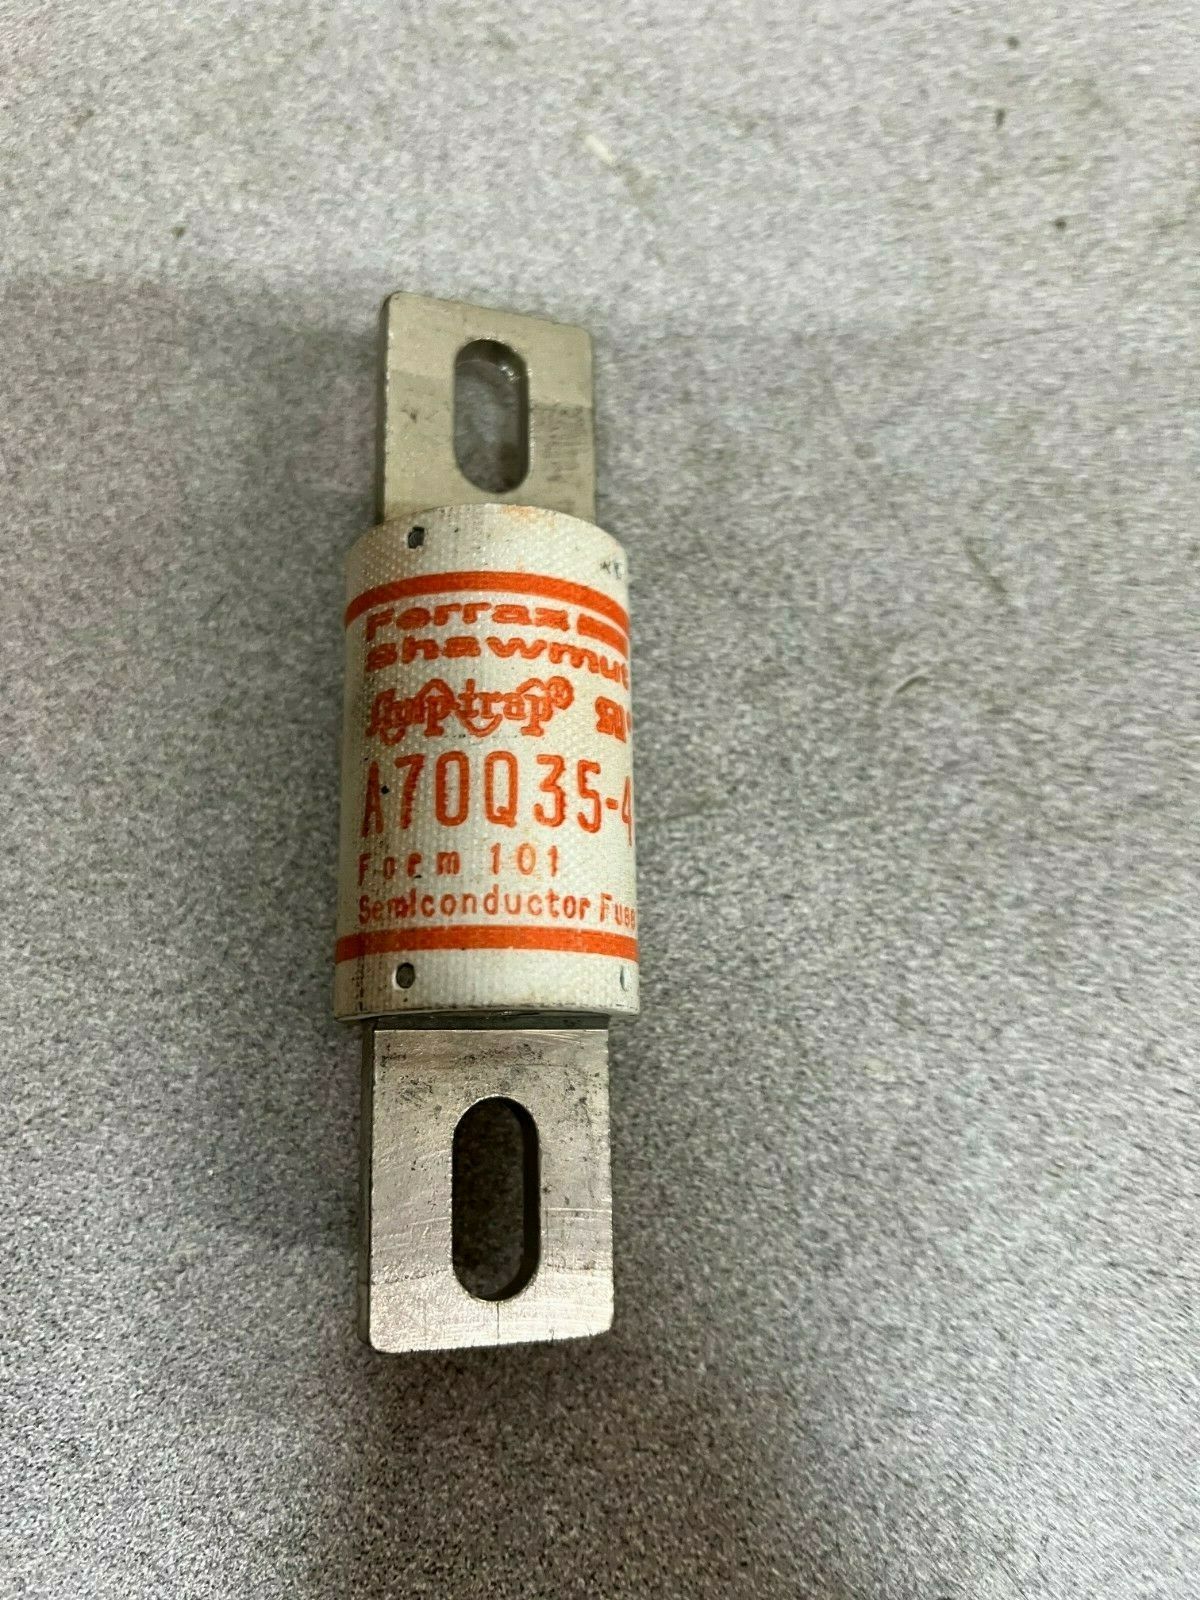 Ferraz
Shawmut
Amp-trap®
A70Q35-4
Form 101
Semiconductor Fuse